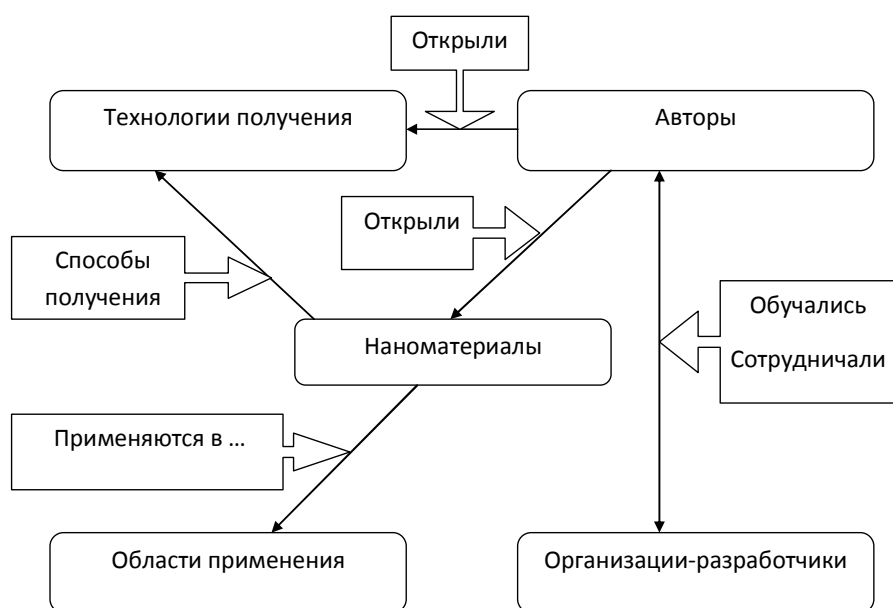 Открыли
Технологии получения
Авторы
Открыли
Способы
получения
Обучались
Сотрудничали
Наноматериалы
Применяются в ...
Области применения
Организации-разработчики